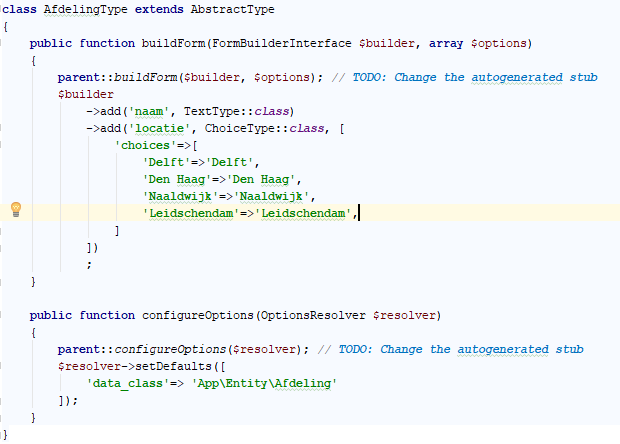 class AfdelingType extends AbstractType
{
    public function buildForm(FormBuilderInterface $builder, array $options)
    {
        parent::buildForm($builder, $options); // TODO: Change the autogenerated stub
        $builder
            ->add('naam', TextType::class)
            ->add('locatie', ChoiceType::class, [
                'choices'=>[
                    'Delft'=>'Delft',
                    'Den Haag'=>'Den Haag',
                    'Naaldwijk'=>'Naaldwijk',
                    'Leidschendam'=>'Leidschendam',
                ]
            ])
            ;
    }

    public function configureOptions(OptionsResolver $resolver)
    {
        parent::configureOptions($resolver); // TODO: Change the autogenerated stub
        $resolver->setDefaults([
            'data_class'=> 'App\Entity\Afdeling'
        ]);
    }
}